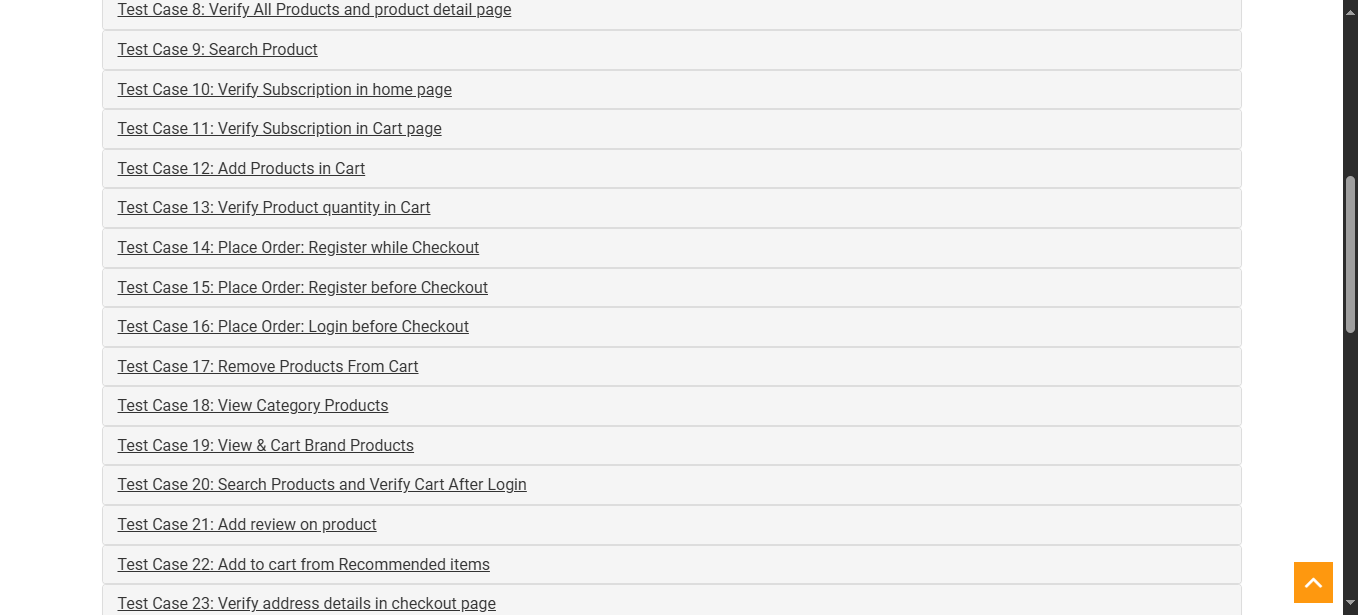 Test Case 8: Verify All Products and product detail page
Test Case 9: Search Product
Test Case 10: Verify Subscription in home page
Test Case 11: Verify Subscription in Cart page
Test Case 12: Add Products in Cart
Test Case 13: Verify Product quantity in Cart
Test Case 14: Place Order: Register while Checkout
Test Case 15: Place Order: Register before Checkout
Test Case 16: Place Order: Login before Checkout
Test Case 17: Remove Products From Cart
Test Case 18: View Category Products
Test Case 19: View & Cart Brand Products
Test Case 20: Search Products and Verify Cart After Login
Test Case 21: Add review on product
Test Case 22: Add to cart from Recommended items
Test Case 23: Verify address details in checkout page